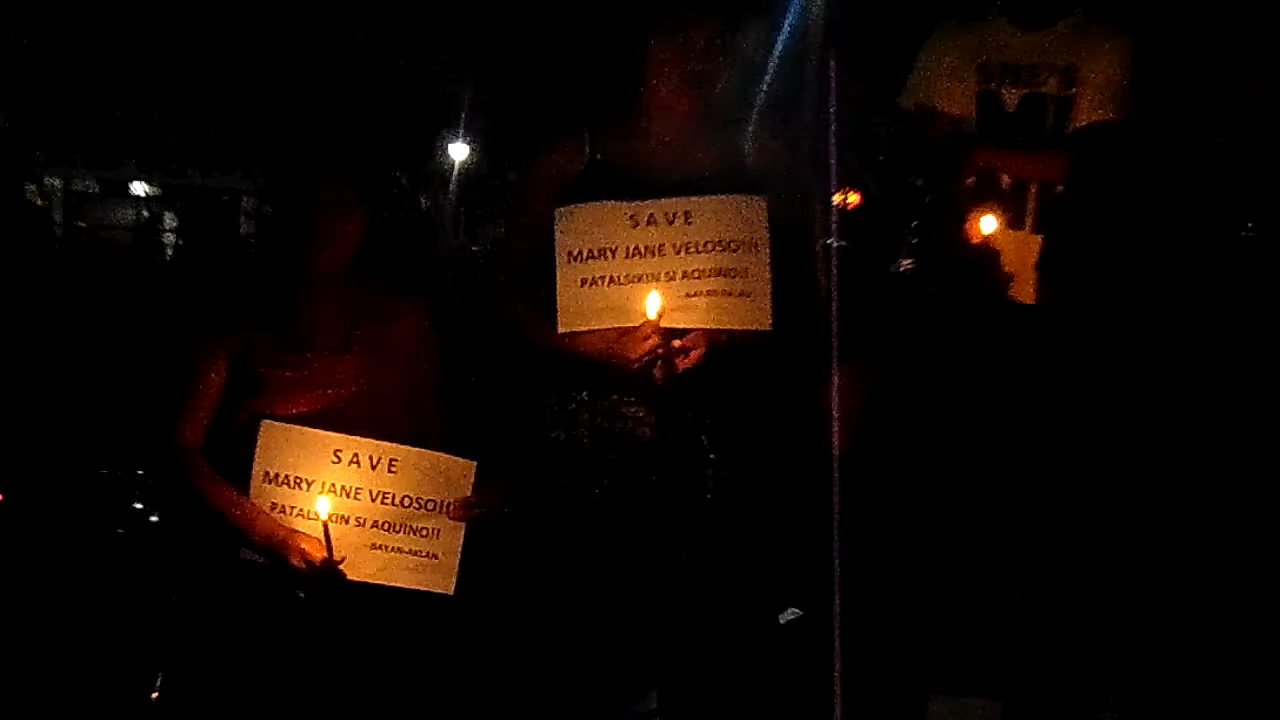 SAVE
MARY JANE VELOSO!!!
PATALSIKIN SI AQUINO!!
SAVE
MARY JANE VELOSO!!
PATALSIKIN SI AQUINO!!
-BAYAN-AKLAN